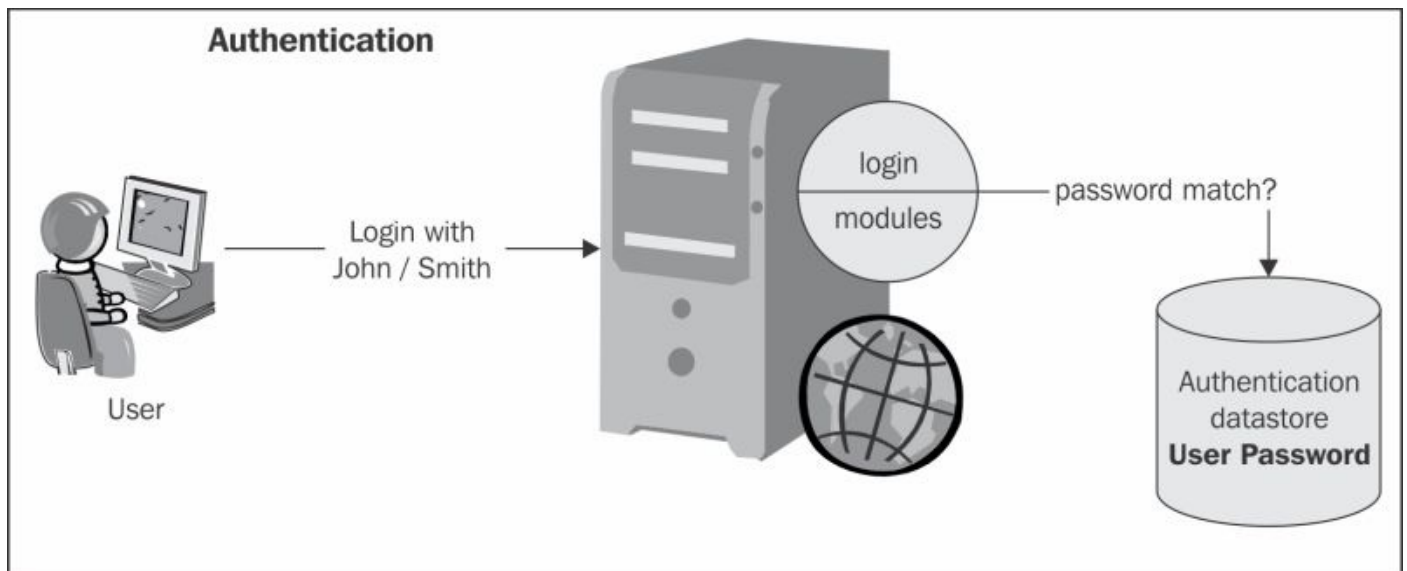 Authentication
User
Login with
John / Smith
login
modules
password match?
Authentication
datastore
User Password